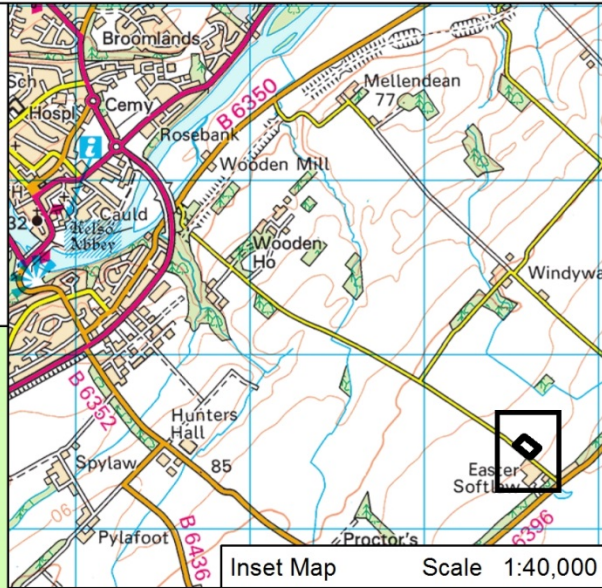 Broomlands
Mellendean
77
Hospl
Cemy
B 6350
Rosebank
i
Wooden Mill
H
32
Cauld
Kelso
Abbey
Wooden
Ho
Windywa
B 6352
Hunters
Hall
Spylaw
85
Easter
Softlaw
90
Pylafoot
B 6436
Proctor's
6396
Inset Map Scale 1:40,000